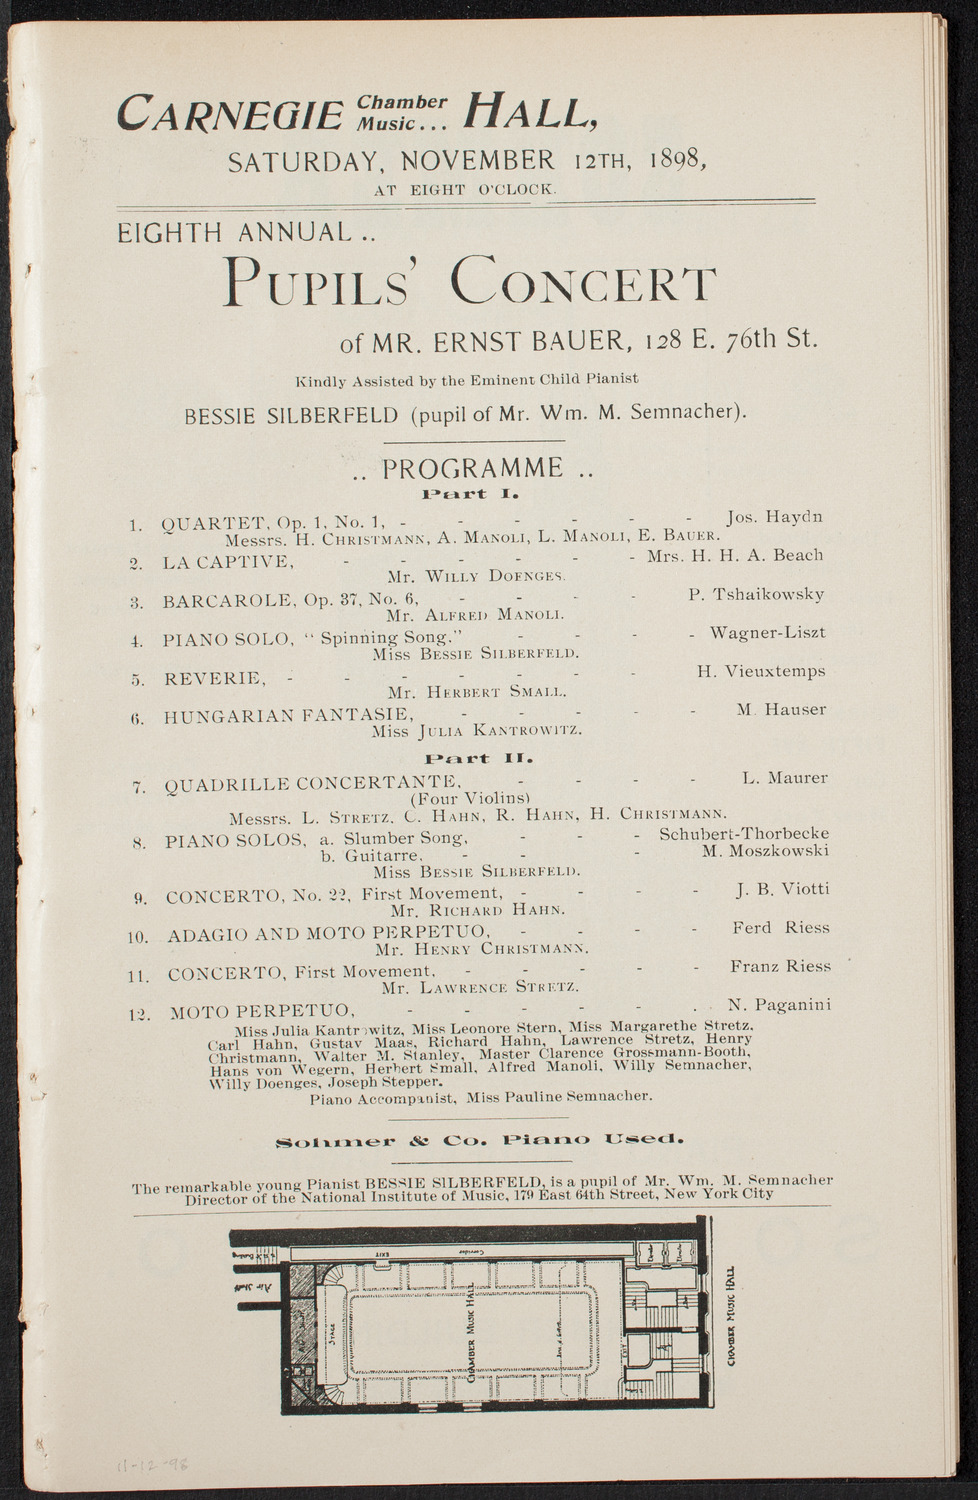 CARNEGIE Chamber Music... HALL,
SATURDAY, NOVEMBER 12TH, 1898,
AT EIGHT O'CLOCK.
EIGHTH ANNUAL ..
PUPILS' CONCERT
of MR. ERNST BAUER, 128 E. 76th St.
Kindly Assisted by the Eminent Child Pianist
BESSIE SILBERFELD (pupil of Mr. Wm. M. Semnacher).
.. PROGRAMME ..
Part I.
1. QUARTET, Op. 1, No. 1, - - - - - - Jos. Haydn
Messrs. H. CHRISTMANN, A. MANOLI, L. MANOLI, E. BAUER.
2. LA CAPTIVE, - - - - - - Mrs. H. H. A. Beach
Mr. WILLY DOENGES.
3. BARCAROLE, Op. 37, No. 6, - - - - P. Tshaikowsky
Mr. ALFRED MANOLI.
4. PIANO SOLO, "Spinning Song." - - - - Wagner-Liszt
Miss BESSIE SILBERFELD.
5. REVERIE, - - - - - - - H. Vieuxtemps
Mr. HERBERT SMALL.
6. HUNGARIAN FANTASIE, - - - - - M. Hauser
Miss JULIA KANTROWITZ.
Part II.
7. QUADRILLE CONCERTANTE, - - - - L. Maurer
(Four Violins)
Messrs. L. STRETZ, C. HAHN, R. HAHN, H. CHRISTMANN.
8. PIANO SOLOS, a. Slumber Song, - - - Schubert-Thorbecke
b. Guitarre, - - - M. Moszkowski
Miss BESSIE SILBERFELD.
9. CONCERTO, No. 22, First Movement, - - - - J. B. Viotti
Mr. RICHARD HAHN.
10. ADAGIO AND MOTO PERPETUO, - - - - Ferd Riess
Mr. HENRY CHRISTMANN.
11. CONCERTO, First Movement, - - - - - Franz Riess
Mr. LAWRENCE STRETZ.
12. MOTO PERPETUO, - - - - - . N. Paganini
Miss Julia Kantrowitz, Miss Leonore Stern, Miss Margarethe Stretz,
Carl Hahn, Gustav Maas, Richard Hahn, Lawrence Stretz, Henry
Christmann, Walter M. Stanley, Master Clarence Grossmann-Booth,
Hans von Wegern, Herbert Small, Alfred Manoli, Willy Semnacher,
Willy Doenges, Joseph Stepper.
Piano Accompanist, Miss Pauline Semnacher.
Sohmer & Co. Piano Used.
The remarkable young Pianist BESSIE SILBERFELD, is a pupil of Mr. Wm. M. Semnacher
Director of the National Institute of Music, 179 East 64th Street, New York City
EXIT
Corridor
Air Shaft
STAGE
CHAMBER MUSIC HALL
EXIT
CHAMBER MUSIC HALL
11-12-98